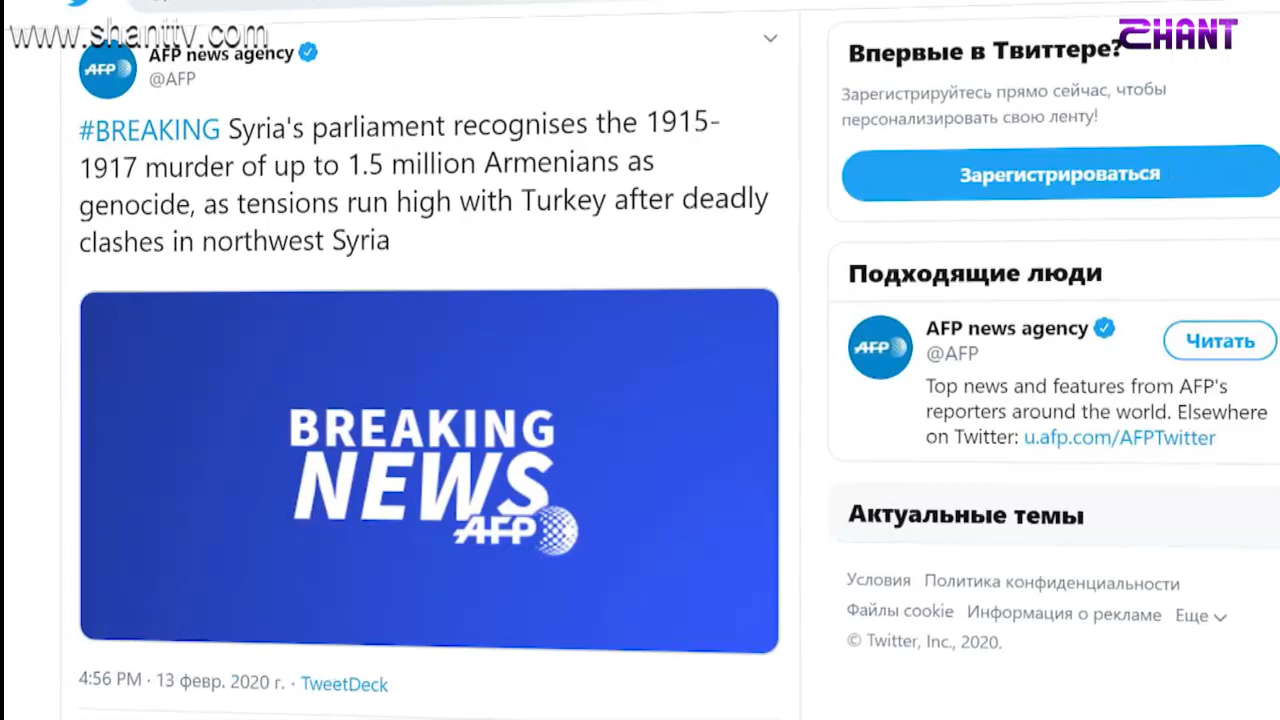 www.shanttv.com
SHANT
AFP news agency
@AFP
#BREAKING Syria's parliament recognises the 1915-
1917 murder of up to 1.5 million Armenians as
genocide, as tensions run high with Turkey after deadly
clashes in northwest Syria
BREAKING
NEWS
AFP
4:56 PM · 13 февр. 2020 г. · TweetDeck
Впервые в Твиттере?
Зарегистрируйтесь прямо сейчас, чтобы
персонализировать свою ленту!
Зарегистрироваться
Подходящие люди
AFP
AFP news agency
@AFP
Читать
Top news and features from AFP's
reporters around the world. Elsewhere
on Twitter: u.afp.com/AFPTwitter
Актуальные темы
Условия Политика конфиденциальности
Файлы cookie Информация о рекламе Еще
© Twitter, Inc., 2020.